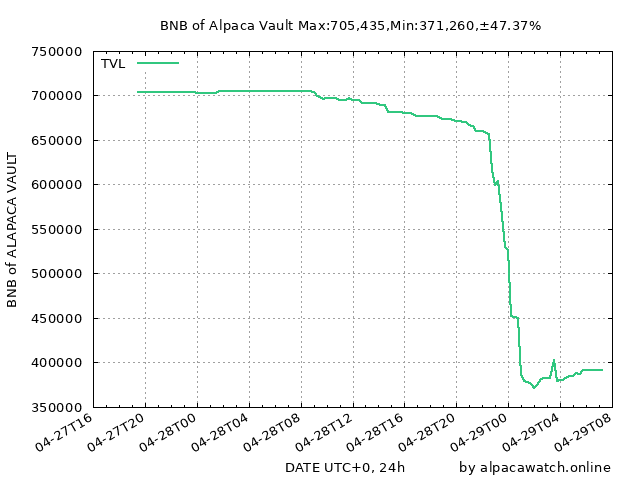 BNB of Alpaca Vault Max:705,435,Min:371,260,±47.37%
TVL
750000
700000
650000
600000
550000
500000
450000
400000
350000
BNB of ALAPACA VAULT
04-27T16
04-27T20
04-28T00
04-28T04
04-28T08
04-28T12
04-28T16
04-28T20
04-29T00
04-29T04
04-29T08
DATE UTC+0, 24h
by alpacawatch.online